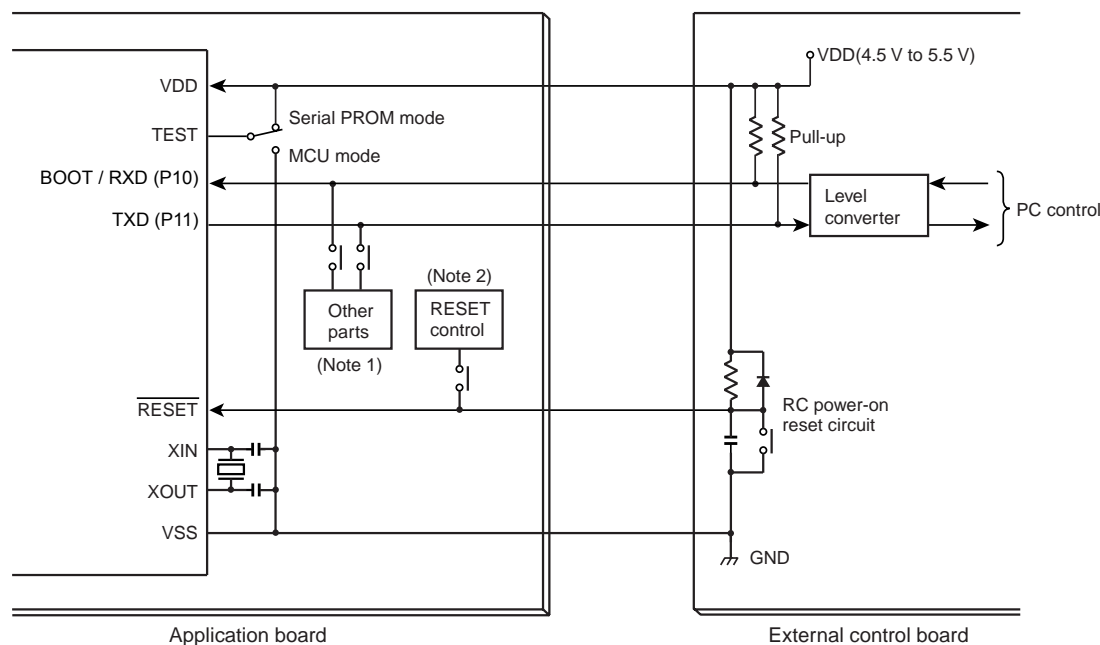 VDD(4.5 V to 5.5 V)
VDD
Serial PROM mode
TEST
Pull-up
MCU mode
BOOT / RXD (P10)
Level
converter
PC control
TXD (P11)
(Note 2)
Other
parts
RESET
control
(Note 1)
RESET
RC power-on
reset circuit
XIN
XOUT
VSS
GND
Application board
External control board